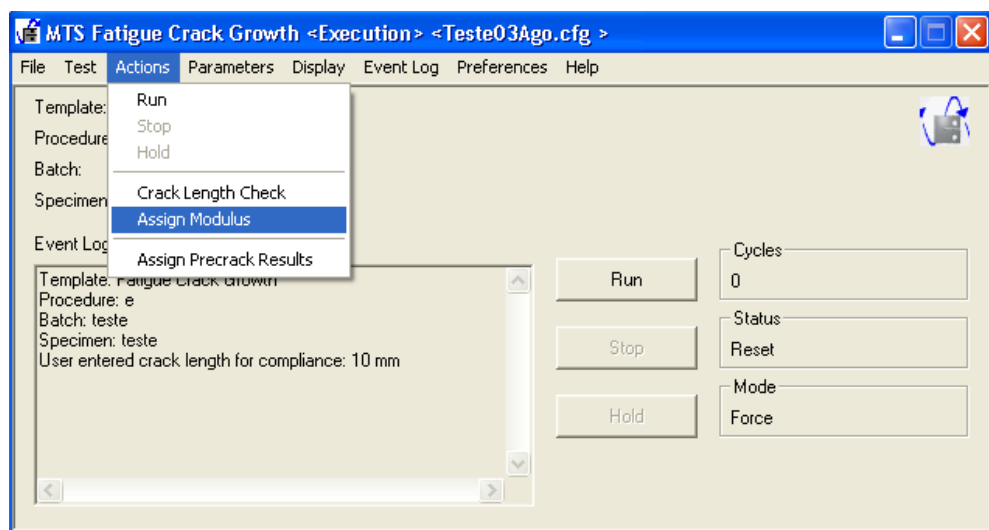 MTS Fatigue Crack Growth <Execution> <Teste03Ago.cfg >
File Test Actions Parameters Display Event Log Preferences Help
Template:
Run
Procedure
Stop
Hold
Batch:
Crack Length Check
Specimen
Assign Modulus
Event Log
Assign Precrack Results
Template: Fatigue Crack Growth
Procedure: e
Batch: teste
Specimen: teste
User entered crack length for compliance: 10 mm
Run
Stop
Hold
Cycles
0
Status
Reset
Mode
Force